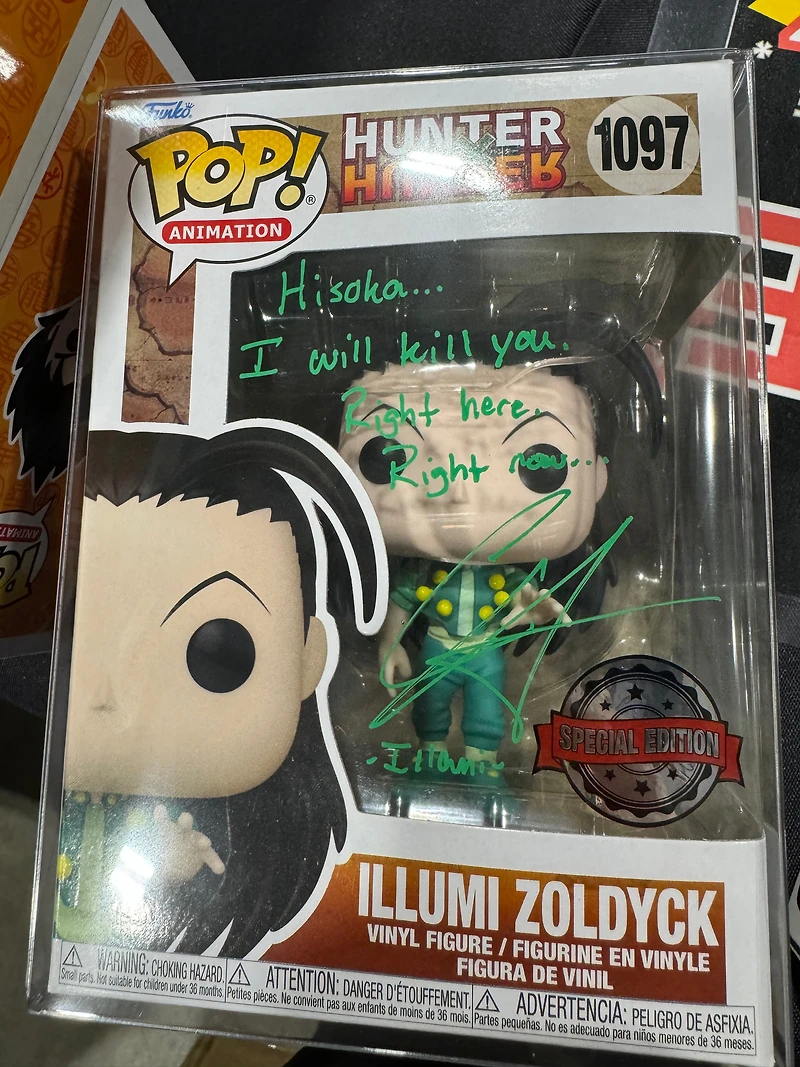 Funko
POP!®
ANIMATION
HUNTER
HUNTER
1097
Hisoka...
I will kill you.
Right here.
Right now...
-Illumi-
SPECIAL EDITION
ILLUMI ZOLDYCK
VINYL FIGURE / FIGURINE EN VINYLE
FIGURA DE VINIL
WARNING: CHOKING HAZARD.
Small parts. Not suitable for children under 36 months.
ATTENTION: DANGER D'ÉTOUFFEMENT.
Petites pièces. Ne convient pas aux enfants de moins de 36 mois.
ADVERTENCIA: PELIGRO DE ASFIXIA.
Partes pequeñas. No es adecuado para niños menores de 36 meses.